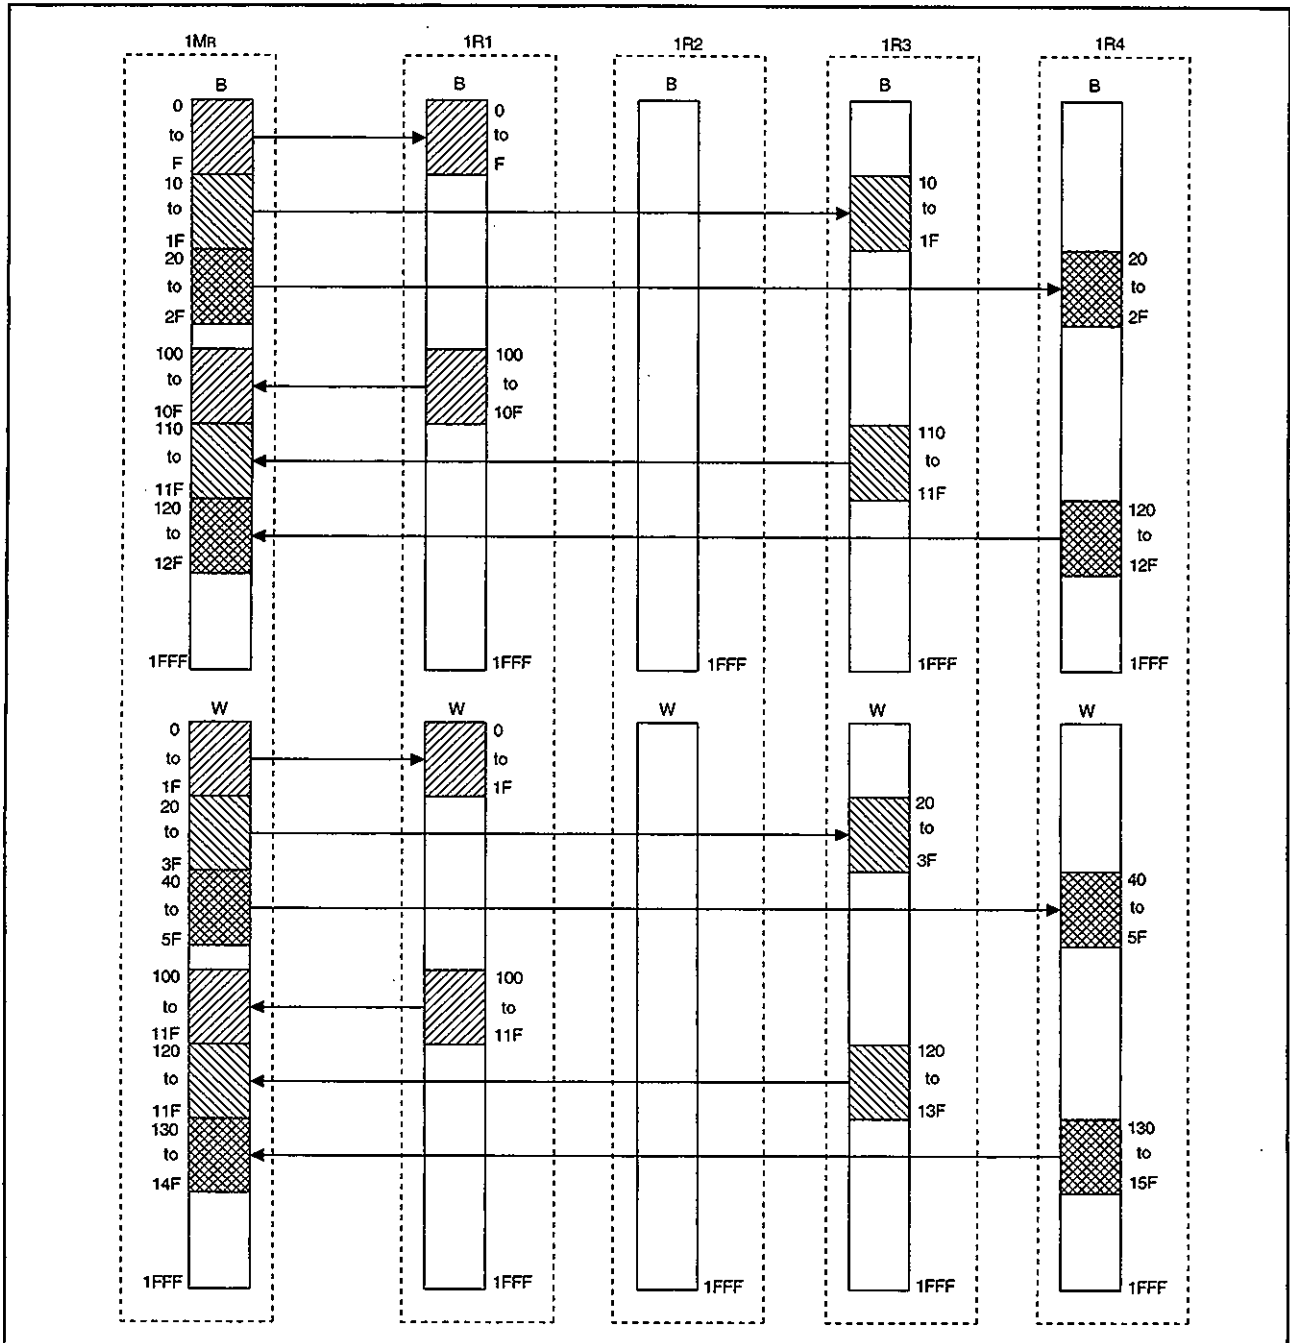 1MR 1R1 1R2 1R3 1R4
B B B B B
0 to F
0 to F
10 to 1F
10 to 1F
20 to 2F
20 to 2F
100 to 10F
100 to 10F
110 to 11F
110 to 11F
120 to 12F
120 to 12F
1FFF 1FFF 1FFF 1FFF 1FFF
W W W W W
0 to 1F
0 to 1F
20 to 3F
20 to 3F
40 to 5F
40 to 5F
100 to 11F
100 to 11F
120 to 11F
120 to 13F
130 to 14F
130 to 15F
1FFF 1FFF 1FFF 1FFF 1FFF